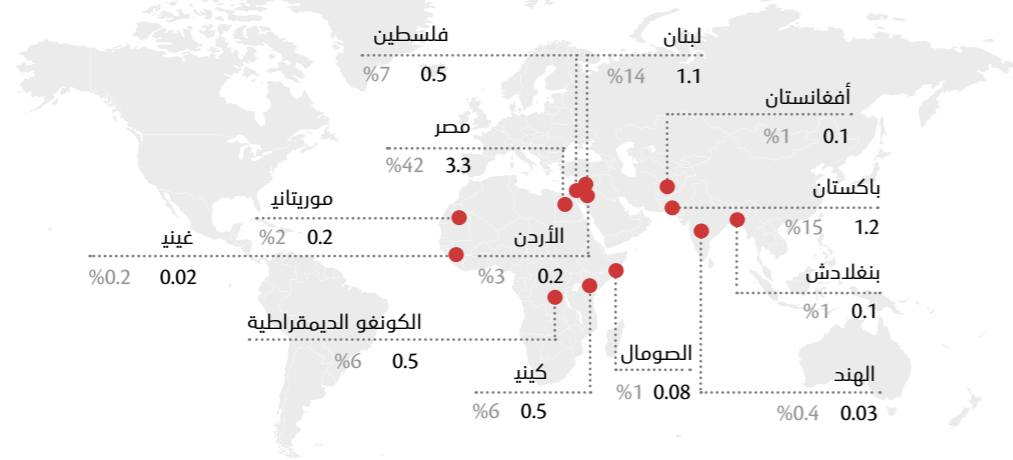 فلسطين
0.5 %7
لبنان
1.1 %14
أفغانستان
0.1 %1
مصر
3.3 %42
باكستان
1.2 %15
موريتانيا
0.2 %2
غينيا
0.02 %0.2
الأردن
0.2 %3
بنغلادش
0.1 %1
الكونغو الديمقراطية
0.5 %6
الصومال
0.08 %1
كينيا
0.5 %6
الهند
0.03 %0.4